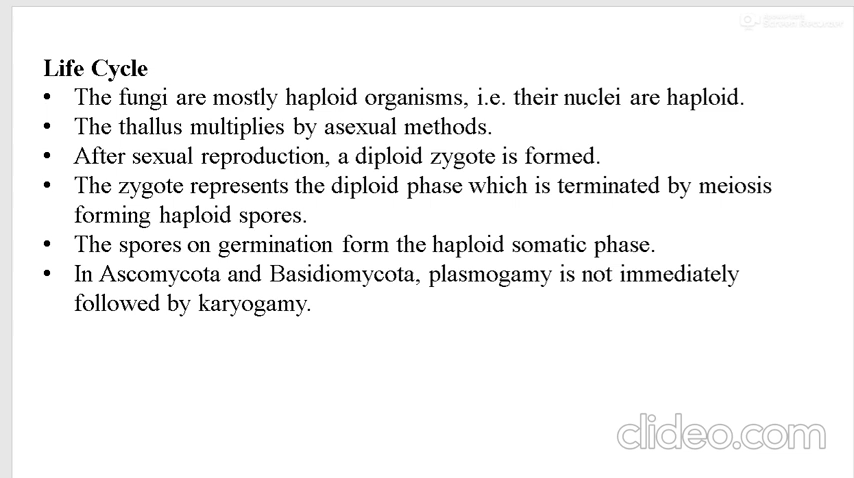 Life Cycle
• The fungi are mostly haploid organisms, i.e. their nuclei are haploid.
• The thallus multiplies by asexual methods.
• After sexual reproduction, a diploid zygote is formed.
• The zygote represents the diploid phase which is terminated by meiosis
forming haploid spores.
• The spores on germination form the haploid somatic phase.
• In Ascomycota and Basidiomycota, plasmogamy is not immediately
followed by karyogamy.
clideo.com